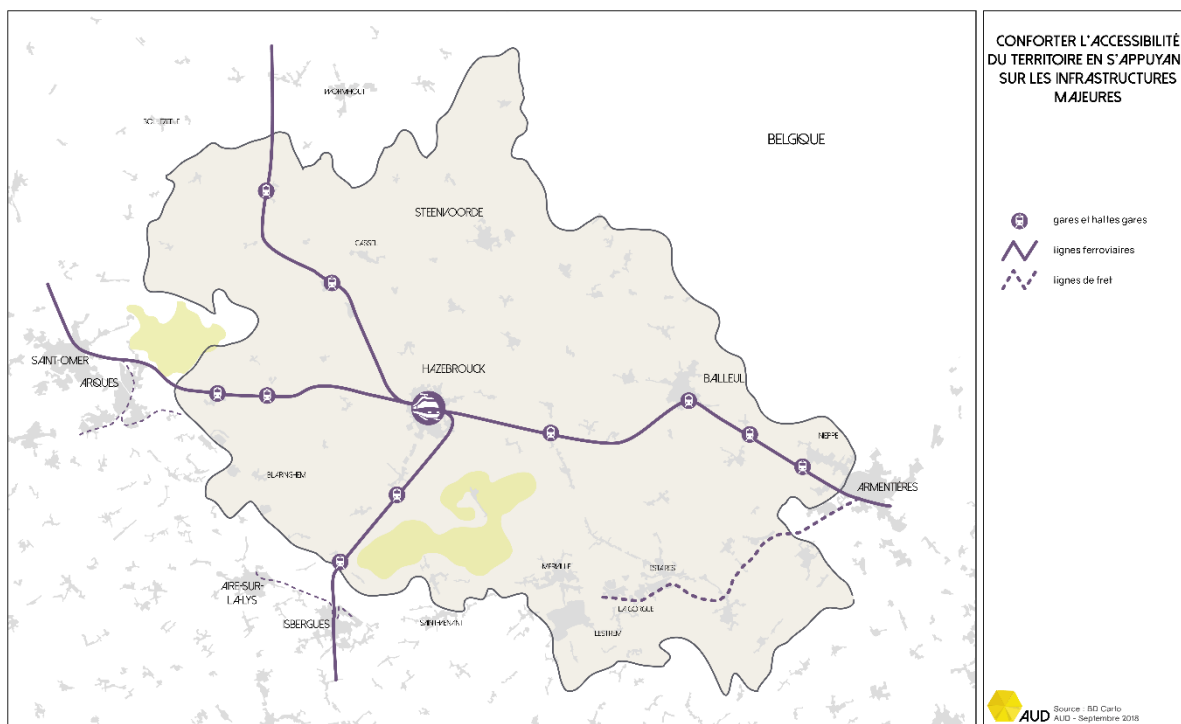 CONFORTER L'ACCESSIBILITÉ
DU TERRITOIRE EN S'APPUYAN
SUR LES INFRASTRUCTURES
MAJEURES
WORMHOUT
BELGIQUE
STEENVOORDE
CASSEL
gares et haltes gares
lignes ferroviaires
lignes de fret
SAINT-OMER
ARQUES
HAZEBROUCK
BAILLEUL
NIEPPE
BLARINGHEM
ARMENTIÈRES
MERVILLE
ESTAIRES
AIRE-SUR-
LA-LYS
LA GORGUE
ISBERGUES
SAINT-VENANT
LESTREM
AUD
Source : BD Carto
AUD - Septembre 2018